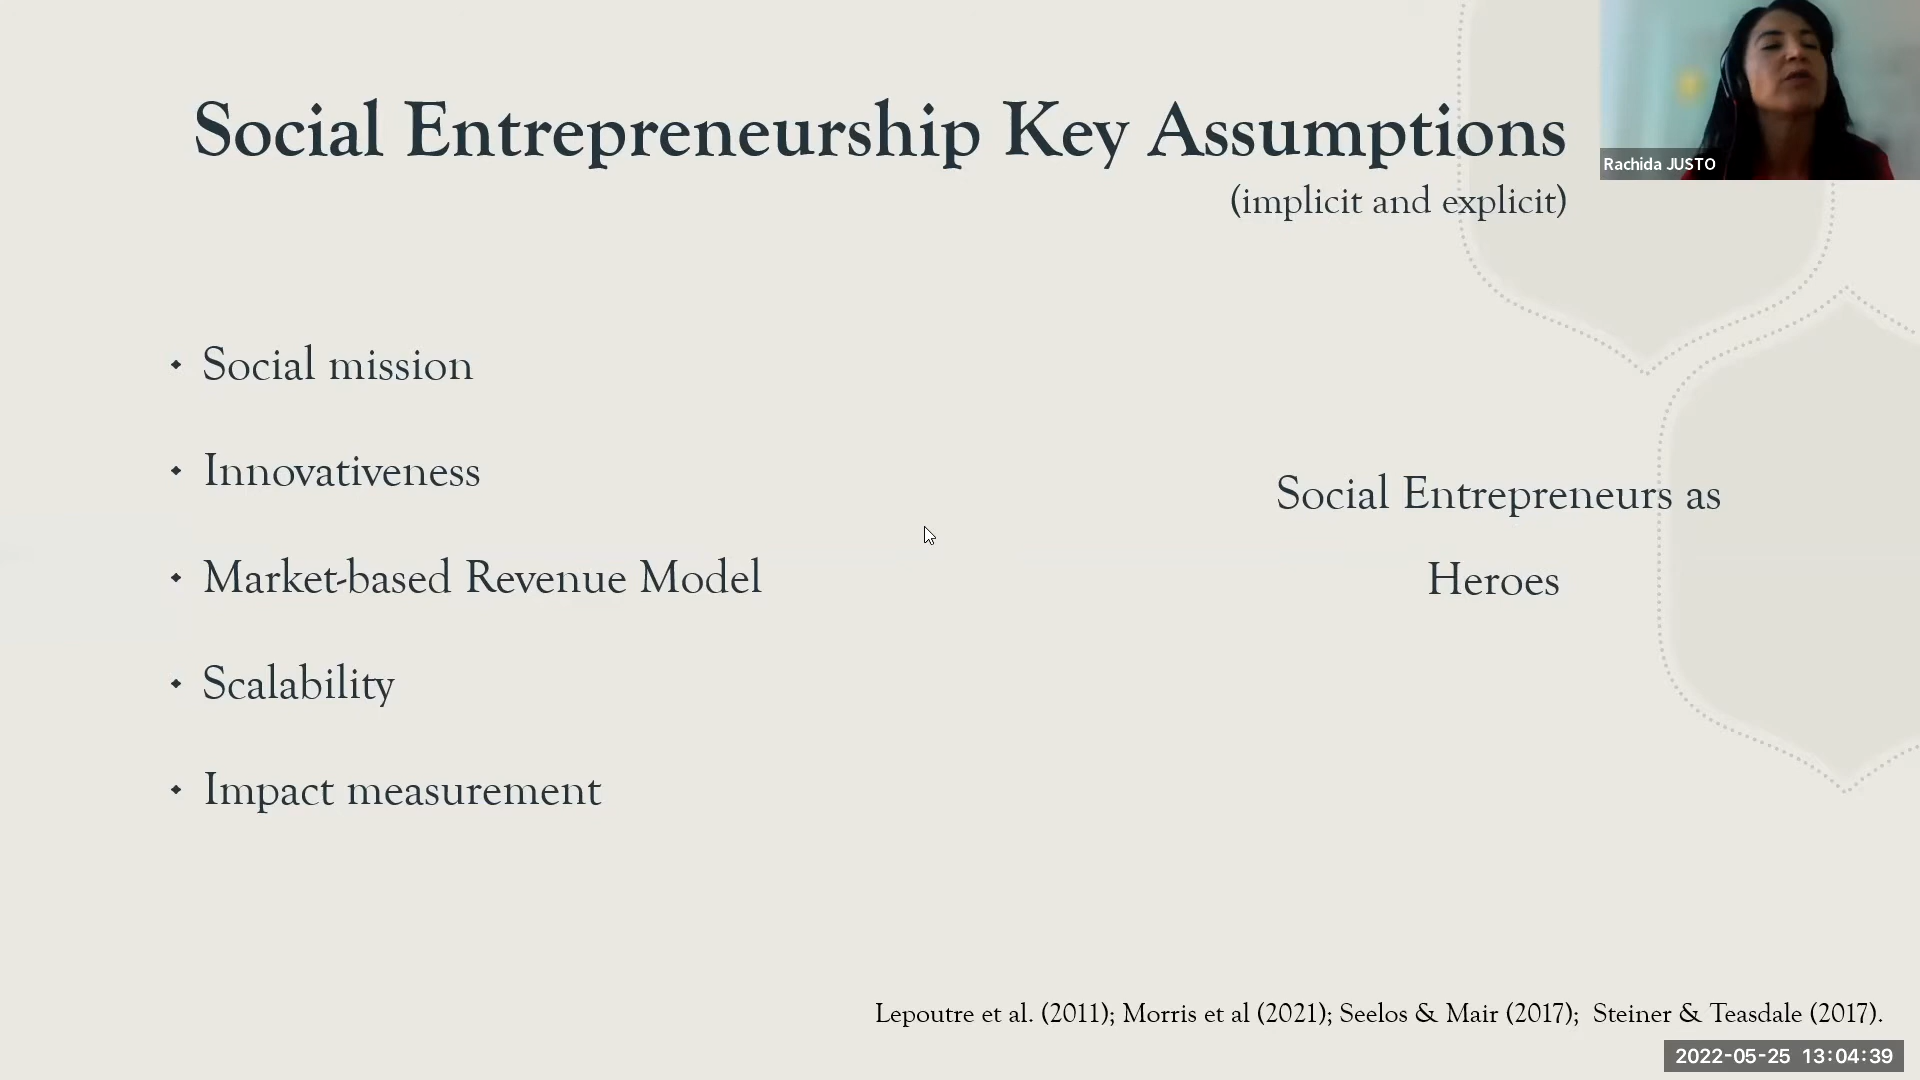 Social Entrepreneurship Key Assumptions
(implicit and explicit)
Rachida JUSTO
Social mission
Innovativeness
Market-based Revenue Model
Scalability
Impact measurement
Social Entrepreneurs as
Heroes
Lepoutre et al. (2011); Morris et al (2021); Seelos & Mair (2017); Steiner & Teasdale (2017).
2022-05-25 13:04:39